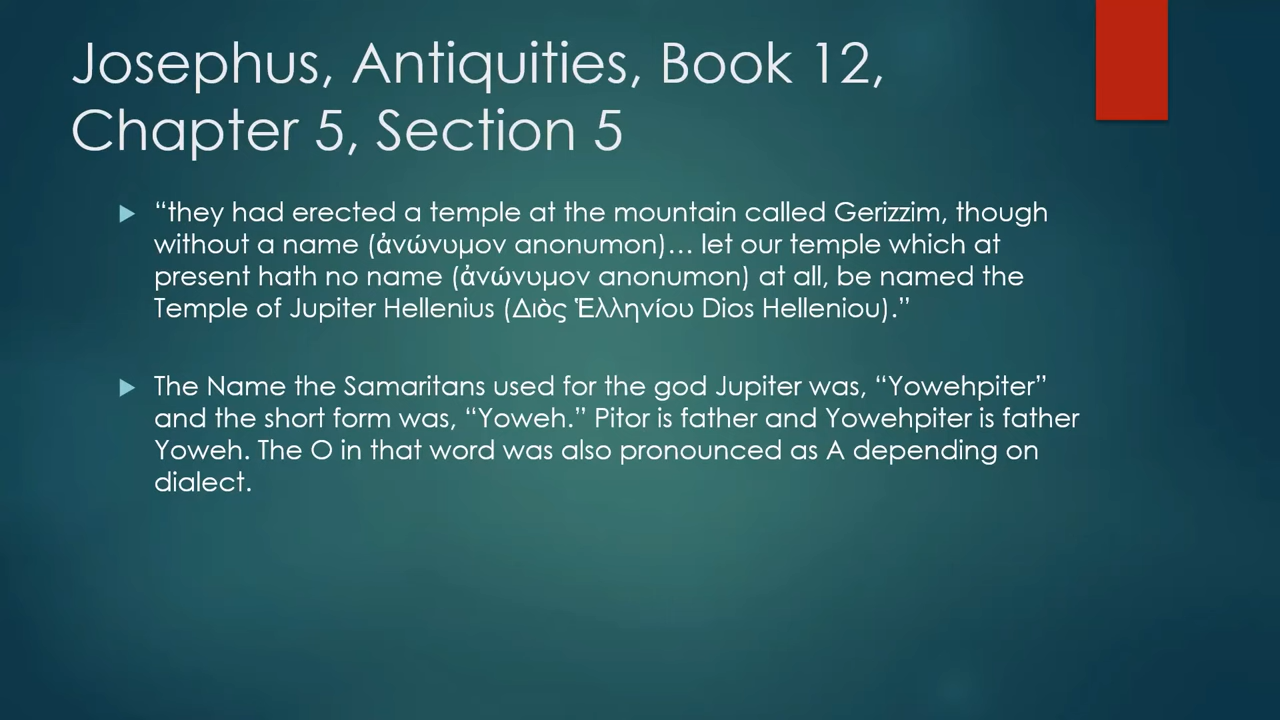 Josephus, Antiquities, Book 12,
Chapter 5, Section 5
“they had erected a temple at the mountain called Gerizzim, though
without a name (ἀνώνυμον anonumon)… let our temple which at
present hath no name (ἀνώνυμον anonumon) at all, be named the
Temple of Jupiter Hellenius (Διὸς Ἑλληνίου Dios Helleniou).”
The Name the Samaritans used for the god Jupiter was, “Yowehpiter”
and the short form was, “Yoweh.” Pitor is father and Yowehpiter is father
Yoweh. The O in that word was also pronounced as A depending on
dialect.